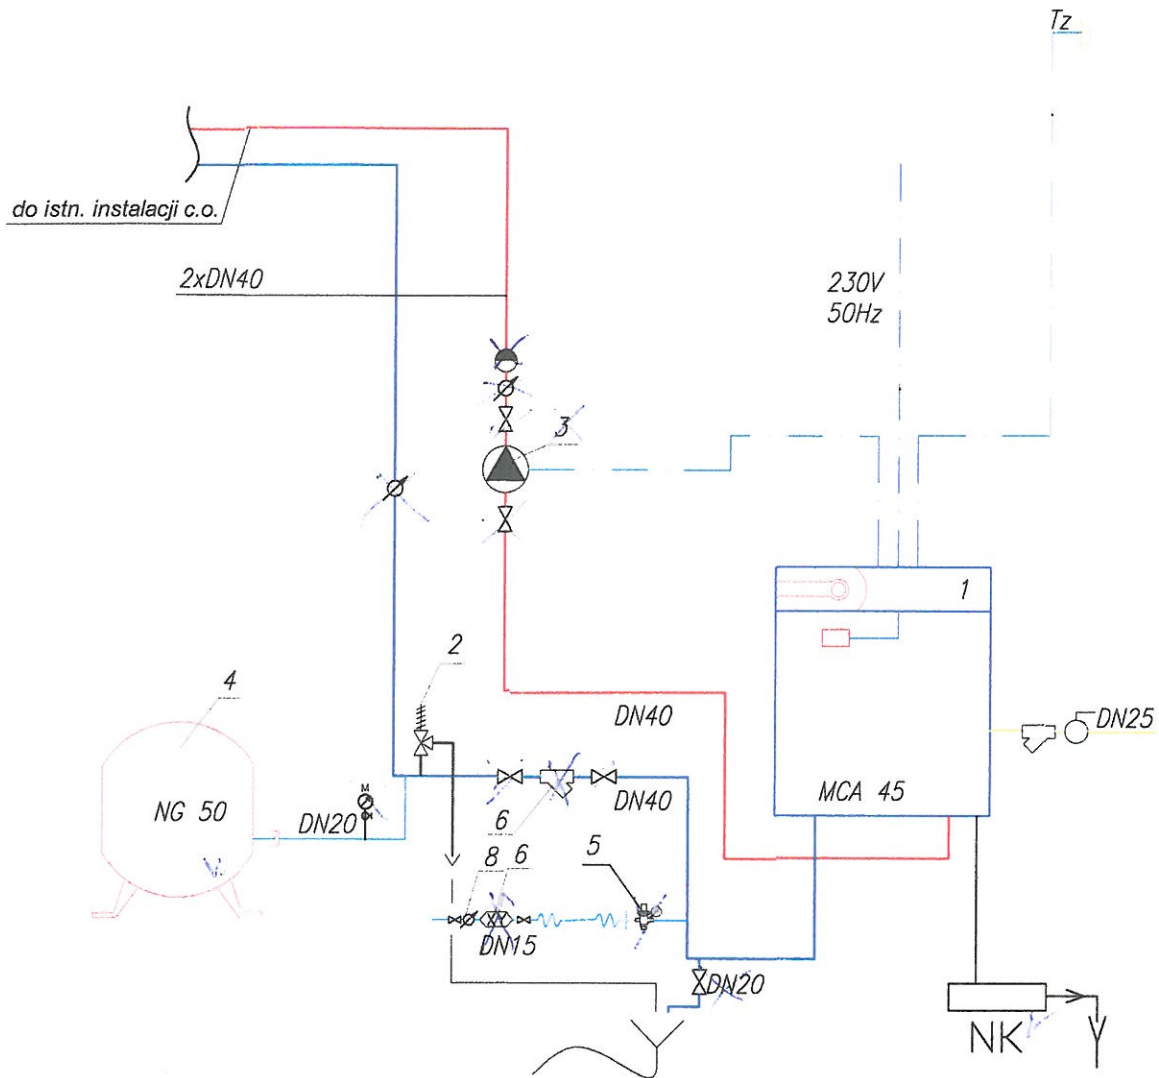 Tz
do istn. instalacji c.o.
2xDN40
230V
50Hz
3
1
2
4
DN40
DN25
M
NG 50
DN20
DN40
MCA 45
6
8
6
5
DN15
DN20
NK